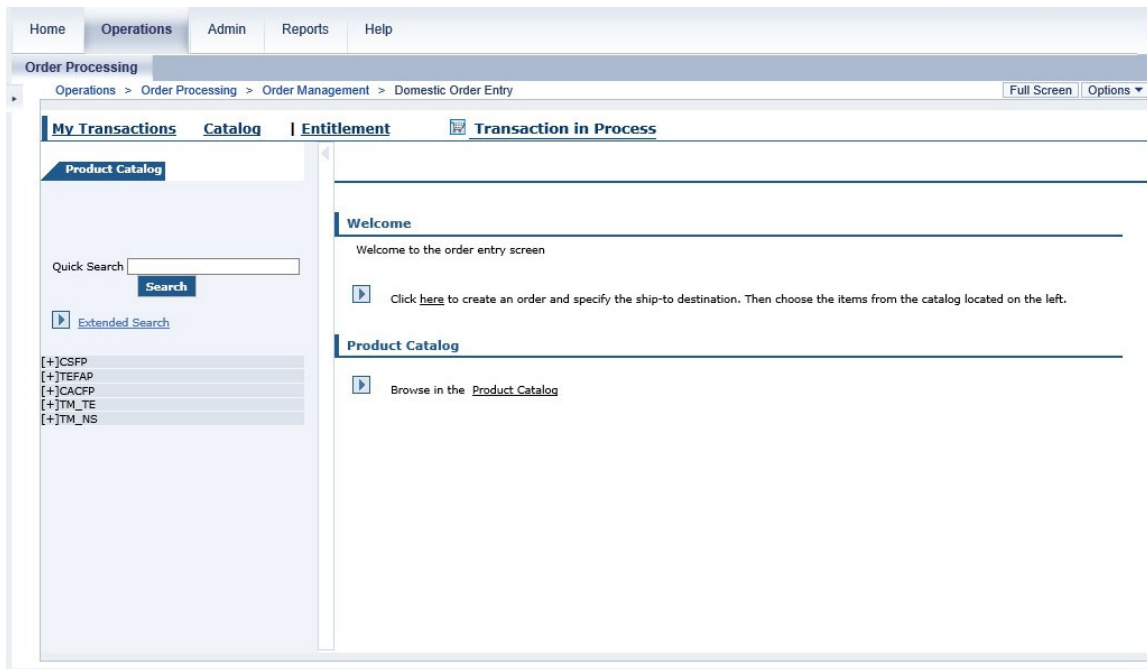 Home Operations Admin Reports Help
Order Processing
Operations > Order Processing > Order Management > Domestic Order Entry Full Screen Options
My Transactions Catalog | Entitlement Transaction in Process
Product Catalog
Quick Search
Search
Extended Search
[+]CSFP
[+]TEFAP
[+]CACFP
[+]TM_TE
[+]TM_NS
Welcome
Welcome to the order entry screen
Click here to create an order and specify the ship-to destination. Then choose the items from the catalog located on the left.
Product Catalog
Browse in the Product Catalog